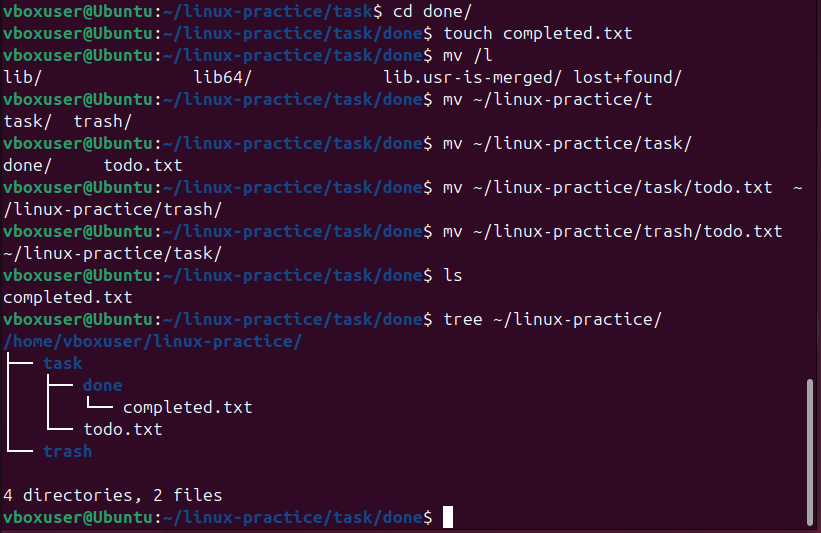 vboxuser@Ubuntu:~/linux-practice/task$ cd done/
vboxuser@Ubuntu:~/linux-practice/task/done$ touch completed.txt
vboxuser@Ubuntu:~/linux-practice/task/done$ mv /l
lib/               lib64/             lib.usr-is-merged/ lost+found/
vboxuser@Ubuntu:~/linux-practice/task/done$ mv ~/linux-practice/t
task/  trash/
vboxuser@Ubuntu:~/linux-practice/task/done$ mv ~/linux-practice/task/
done/     todo.txt
vboxuser@Ubuntu:~/linux-practice/task/done$ mv ~/linux-practice/task/todo.txt  ~
/linux-practice/trash/
vboxuser@Ubuntu:~/linux-practice/task/done$ mv ~/linux-practice/trash/todo.txt
~/linux-practice/task/
vboxuser@Ubuntu:~/linux-practice/task/done$ ls
completed.txt
vboxuser@Ubuntu:~/linux-practice/task/done$ tree ~/linux-practice/
/home/vboxuser/linux-practice/
├── task
│   ├── done
│   │   └── completed.txt
│   └── todo.txt
└── trash
4 directories, 2 files
vboxuser@Ubuntu:~/linux-practice/task/done$